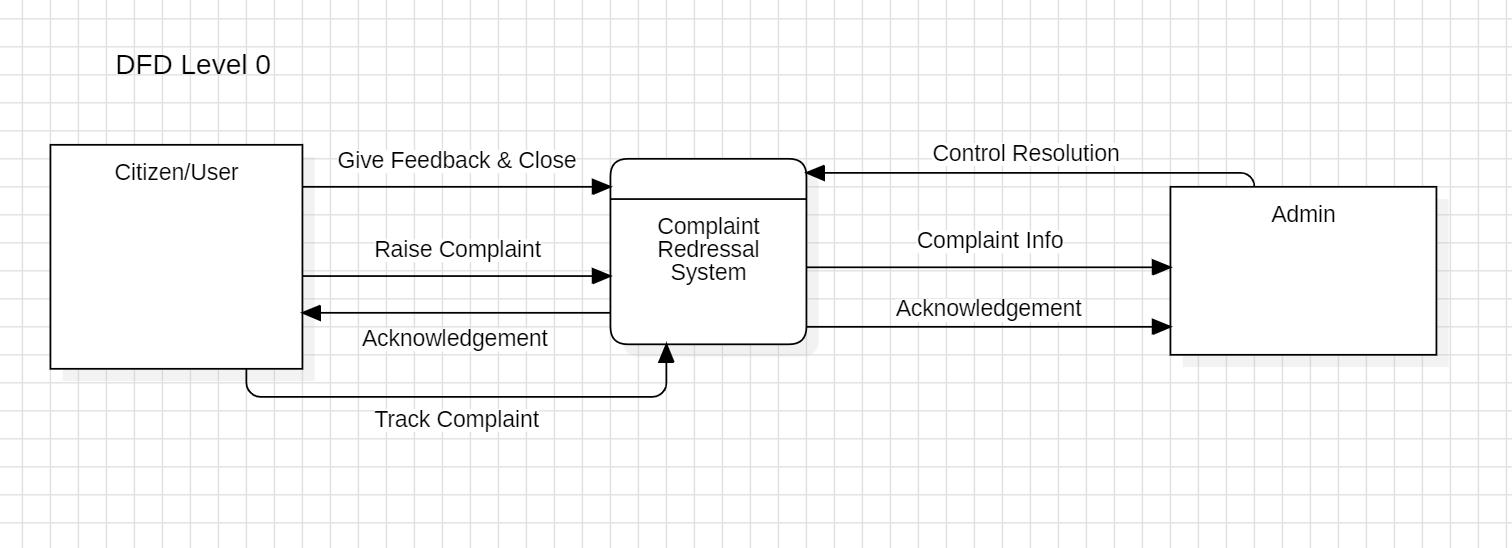 DFD Level 0
Citizen/User
Give Feedback & Close
Raise Complaint
Acknowledgement
Track Complaint
Complaint
Redressal
System
Control Resolution
Complaint Info
Acknowledgement
Admin